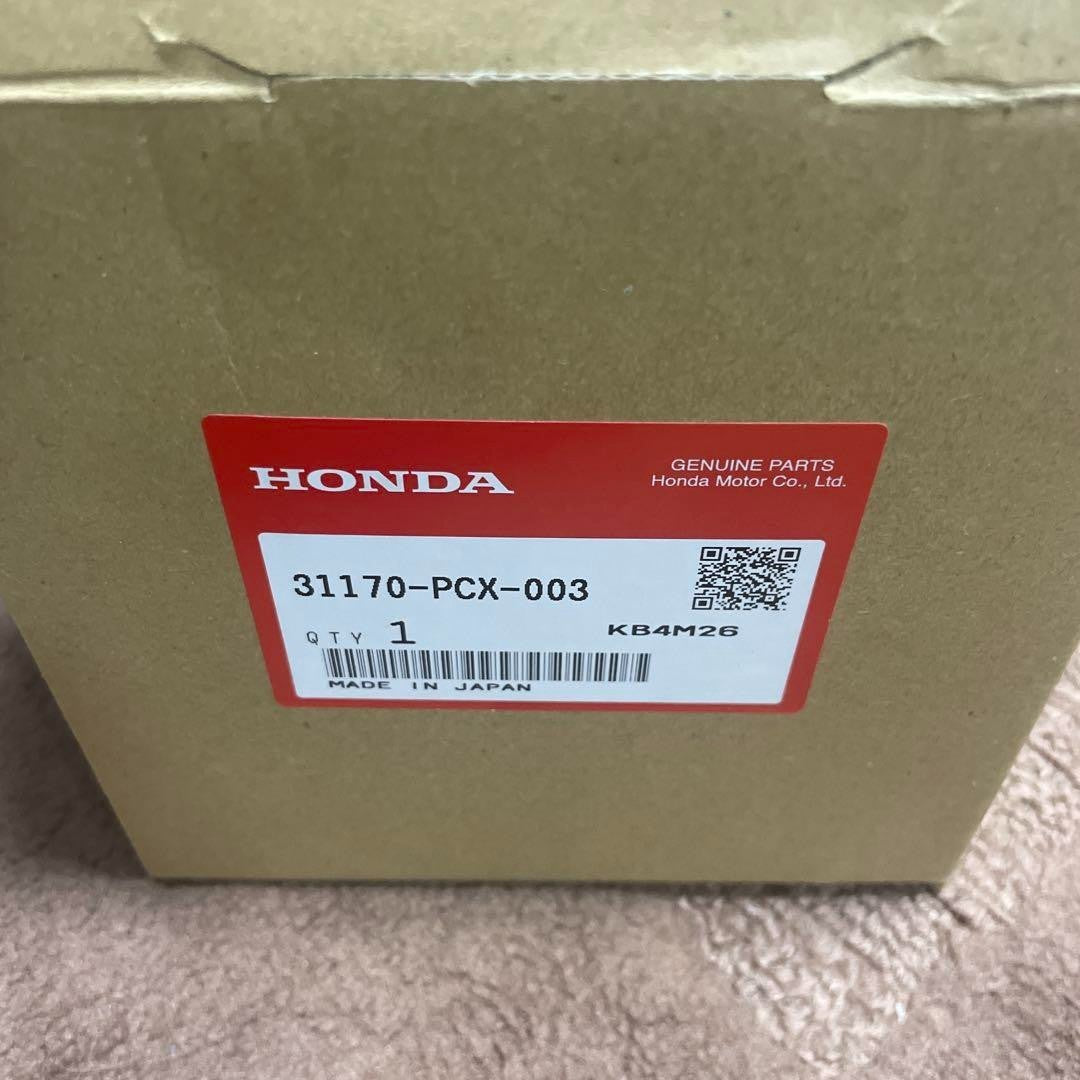 HONDA
GENUINE PARTS
Honda Motor Co., Ltd.
31170-PCX-003
QTY 1
KB4M26
MADE IN JAPAN